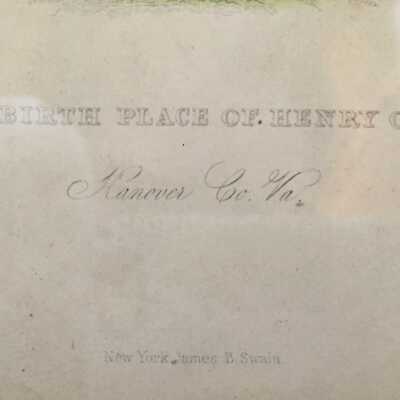 BIRTH PLACE OF HENRY C
Hanover Co. Va.
New York James B. Swain